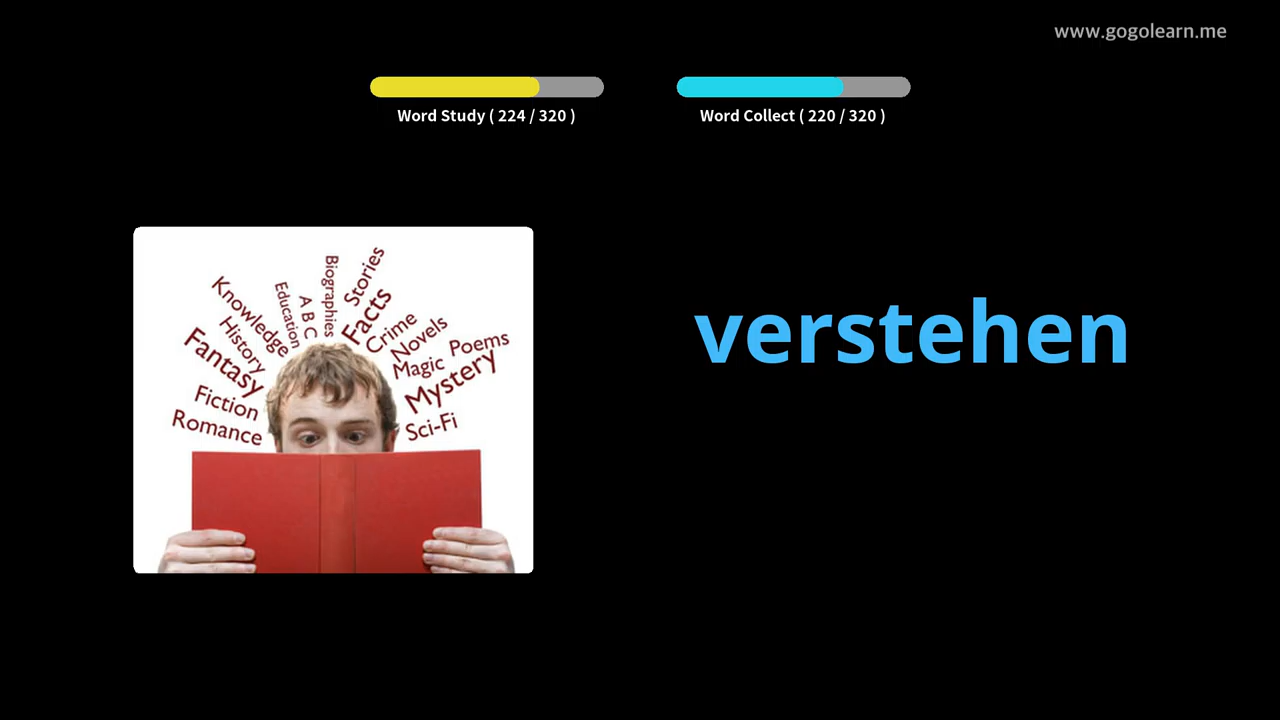 www.gogolearn.me
Word Study ( 224 / 320 )
Word Collect ( 220 / 320 )
Knowledge
History
Fantasy
Fiction
Romance
Education
A B C
Biographies
Stories
Facts
Crime
Novels
Magic
Poems
Mystery
Sci-Fi
verstehen